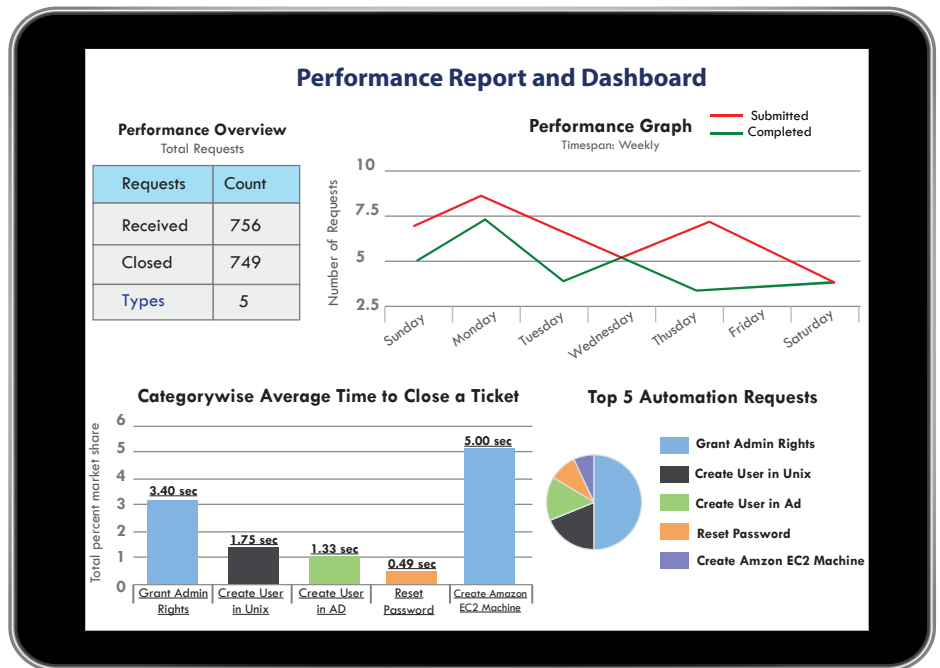 Performance Report and Dashboard
Performance Overview
Total Requests
Requests Count
Received 756
Closed 749
Types 5
Performance Graph
Timespan: Weekly
Submitted
Completed
Number of Requests
10
7.5
5
2.5
Sunday
Monday
Tuesday
Wednesday
Thusday
Friday
Saturday
Categorywise Average Time to Close a Ticket
Total percent market share
6
5
4
3
2
1
0
3.40 sec
1.75 sec
1.33 sec
0.49 sec
5.00 sec
Grant Admin
Rights
Create User
in Unix
Create User
in AD
Reset
Password
Create Amazon
EC2 Machine
Top 5 Automation Requests
Grant Admin Rights
Create User in Unix
Create User in Ad
Reset Password
Create Amzon EC2 Machine